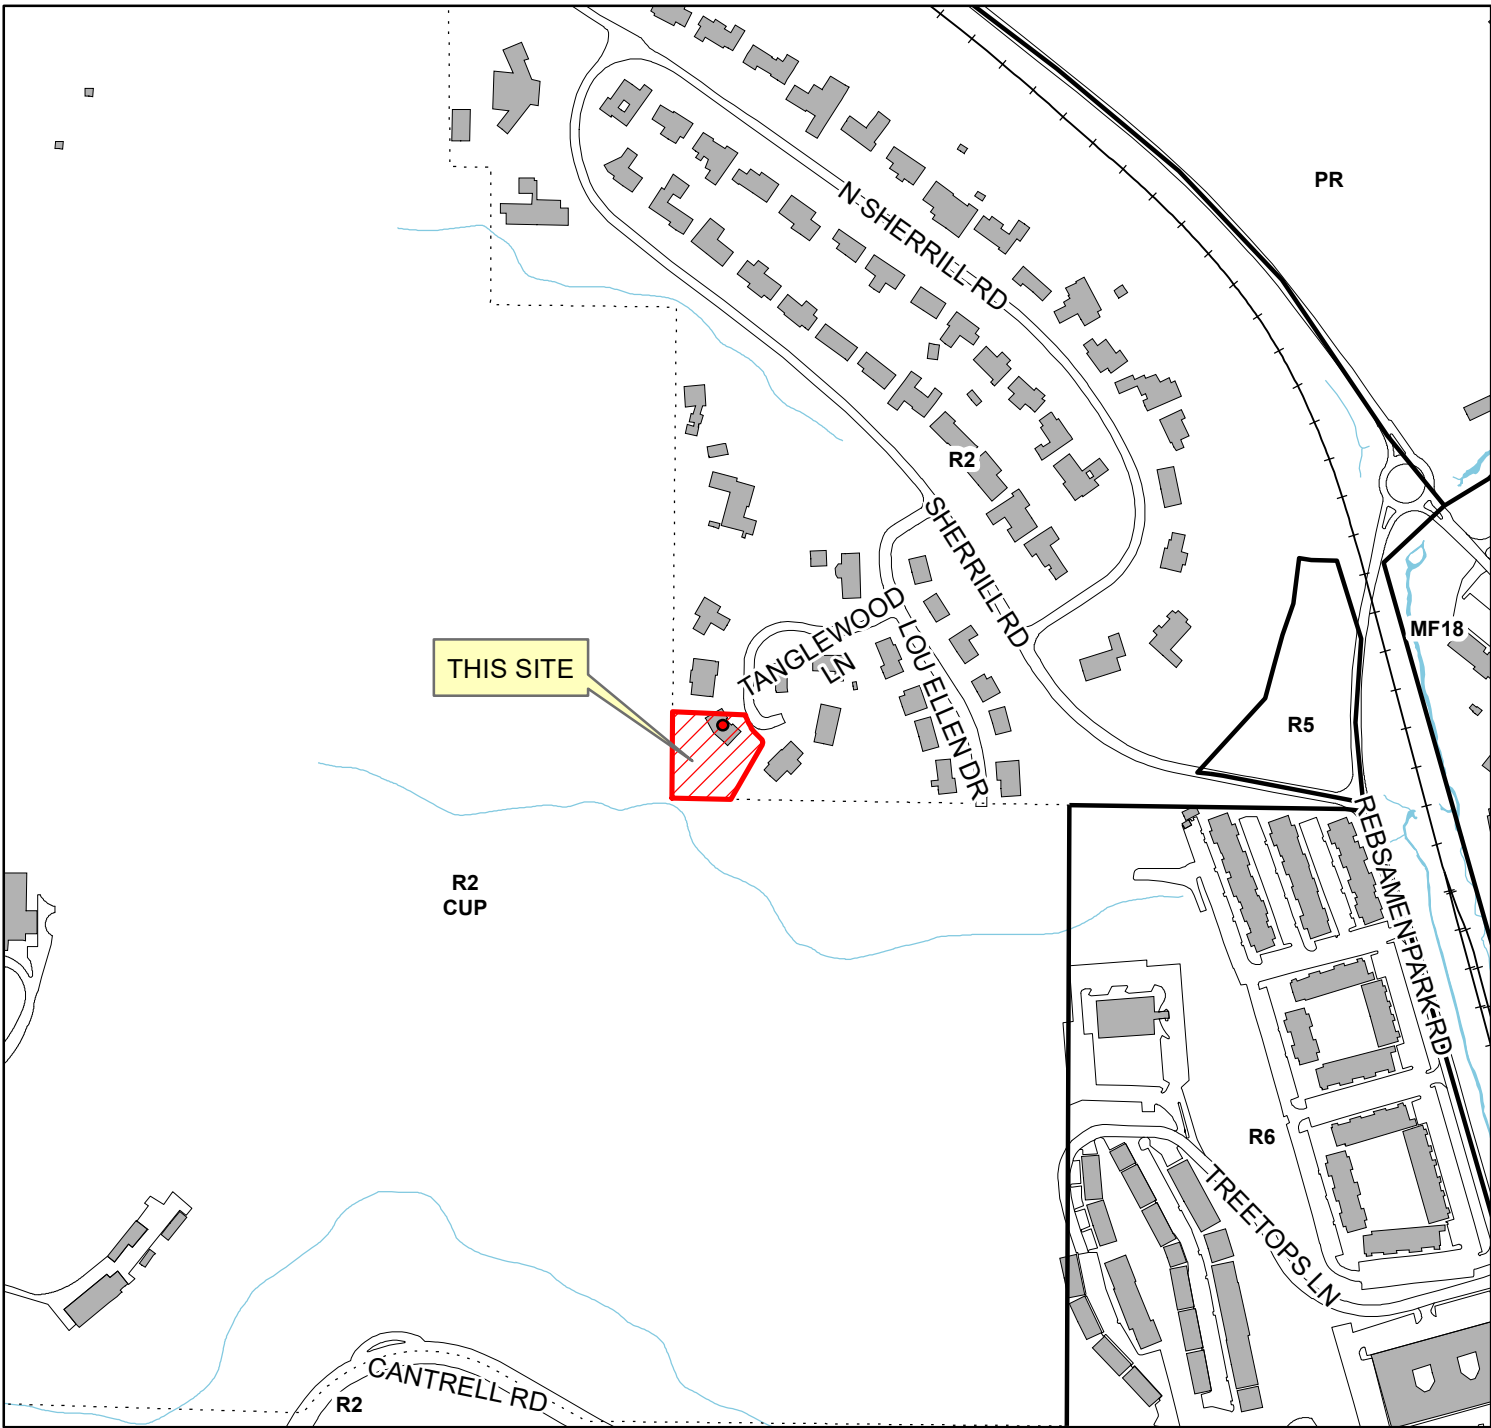 PR
N SHERRILL RD
R2
SHERRILL RD
TANGLEWOOD
LN
LOU ELLEN DR
MF18
THIS SITE
R5
REBSAMEN PARK RD
R2
CUP
R6
TREETOPS LN
CANTRELL RD
R2